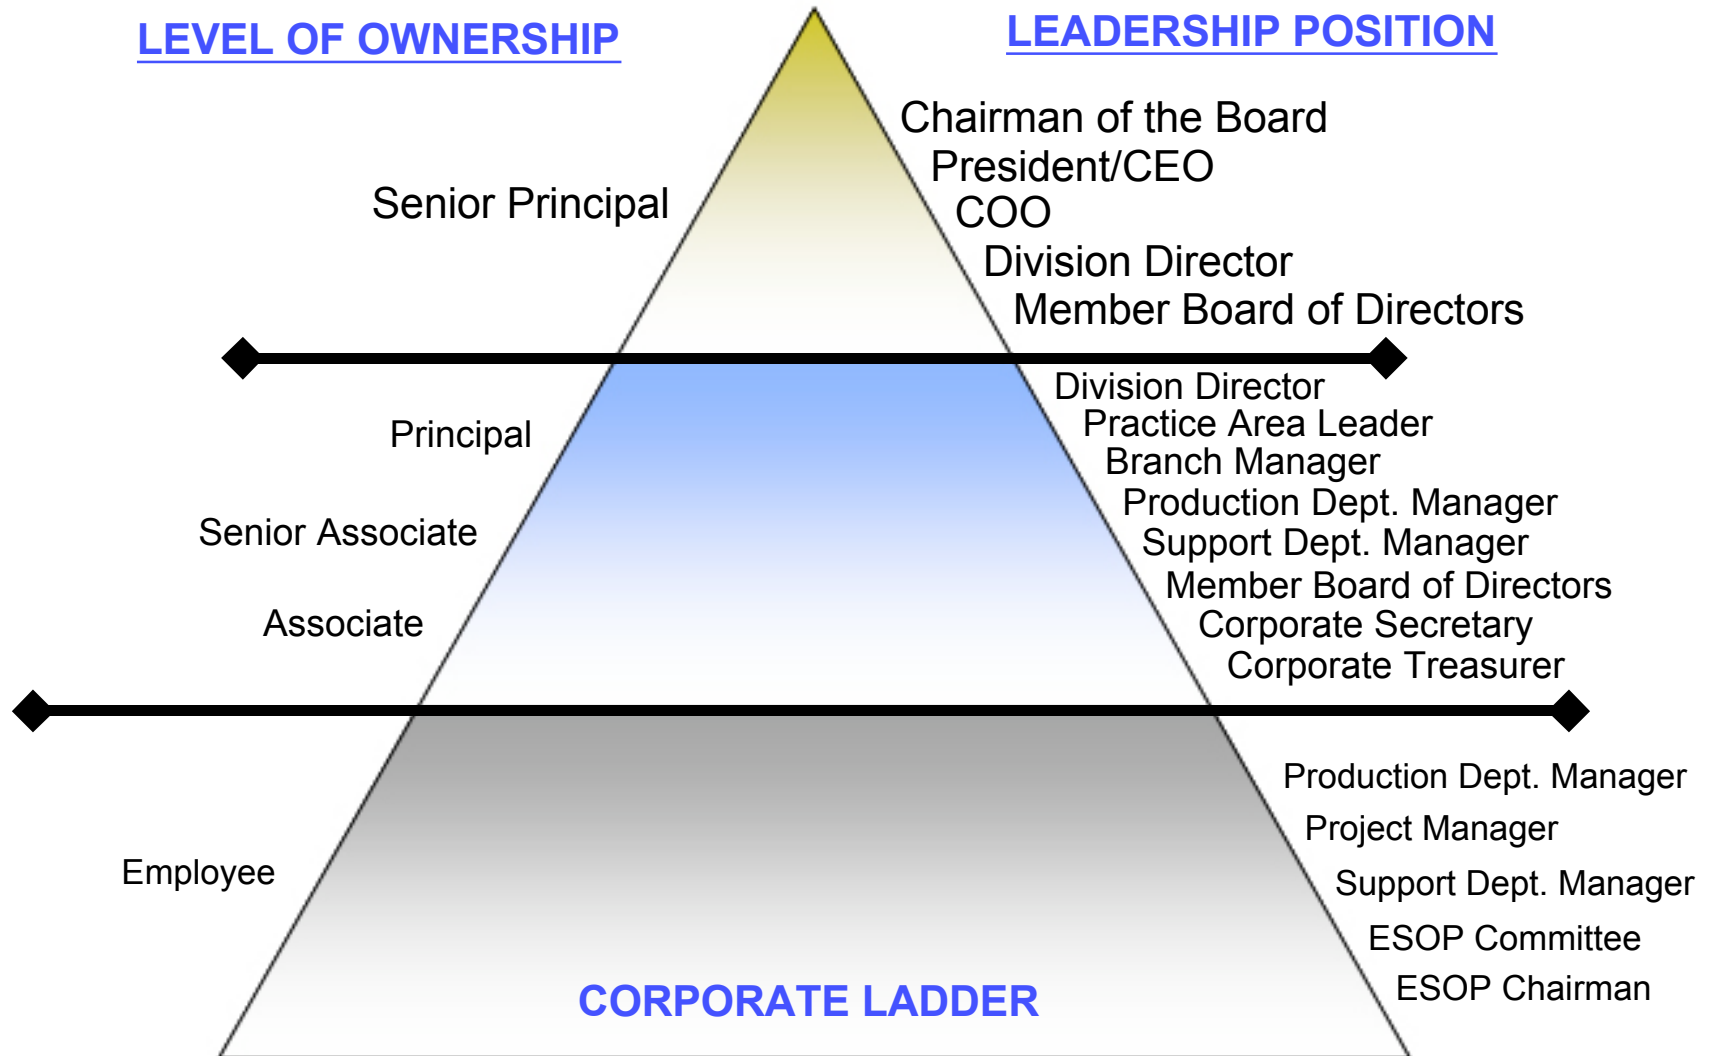 LEVEL OF OWNERSHIP
LEADERSHIP POSITION
Senior Principal
Chairman of the Board
President/CEO
COO
Division Director
Member Board of Directors
Principal
Senior Associate
Associate
Division Director
Practice Area Leader
Branch Manager
Production Dept. Manager
Support Dept. Manager
Member Board of Directors
Corporate Secretary
Corporate Treasurer
Employee
Production Dept. Manager
Project Manager
Support Dept. Manager
ESOP Committee
ESOP Chairman
CORPORATE LADDER